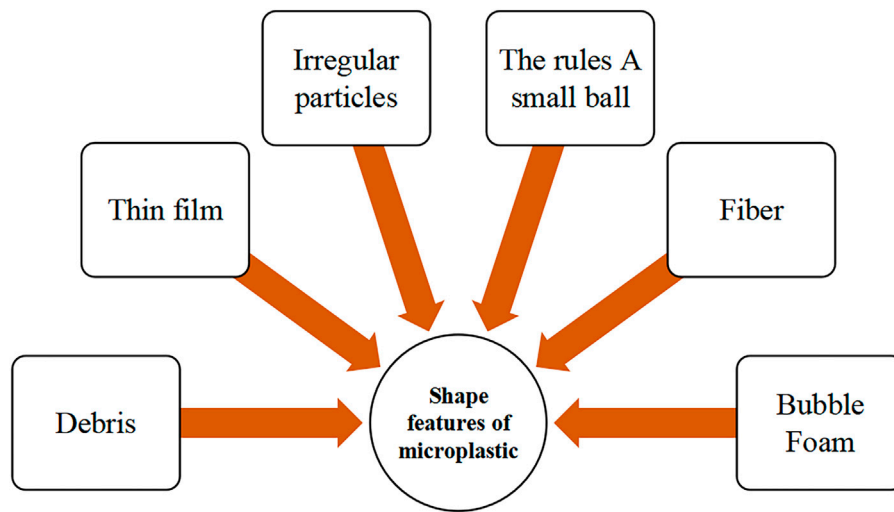 Irregular
particles
The rules A
small ball
Thin film
Fiber
Debris
Shape
features of
microplastic
Bubble
Foam